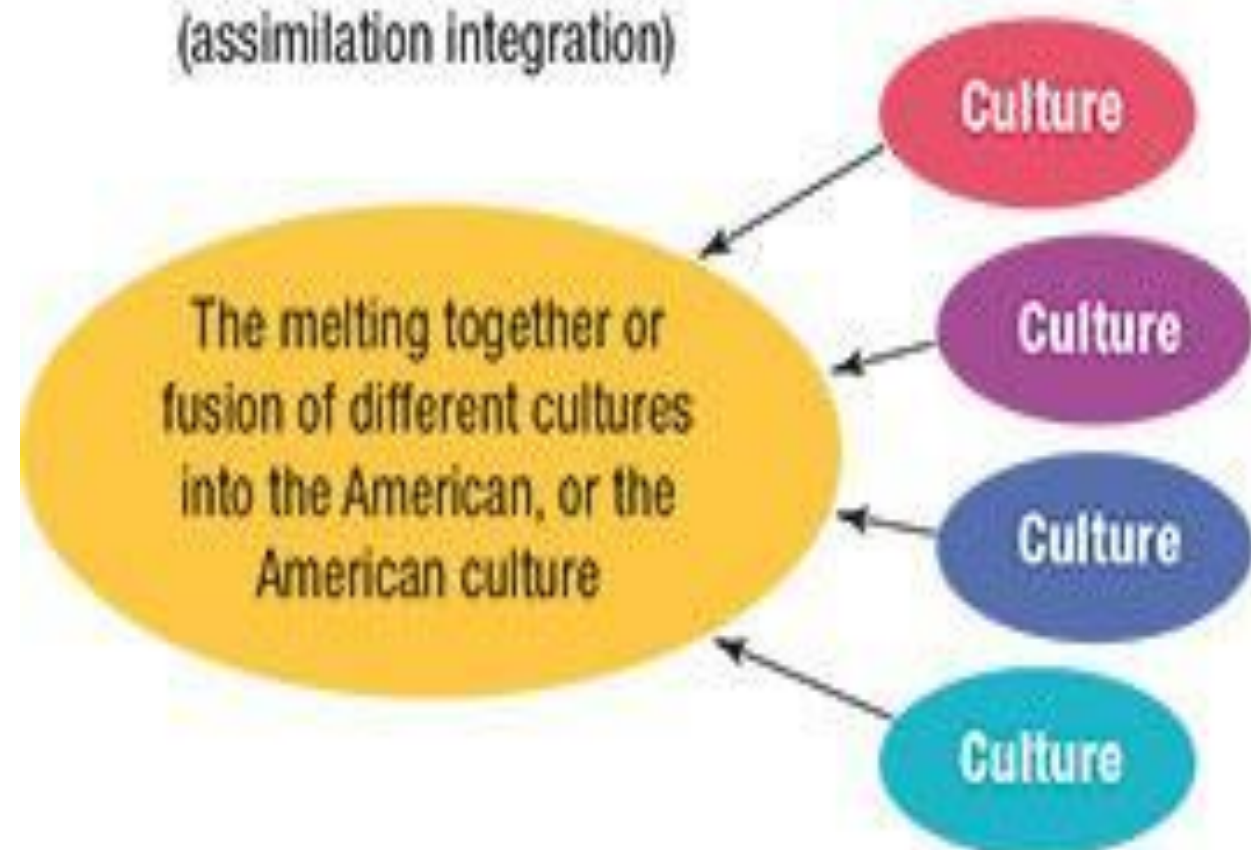 (assimilation integration)
Culture
The melting together or
fusion of different cultures
into the American, or the
American culture
Culture
Culture
Culture